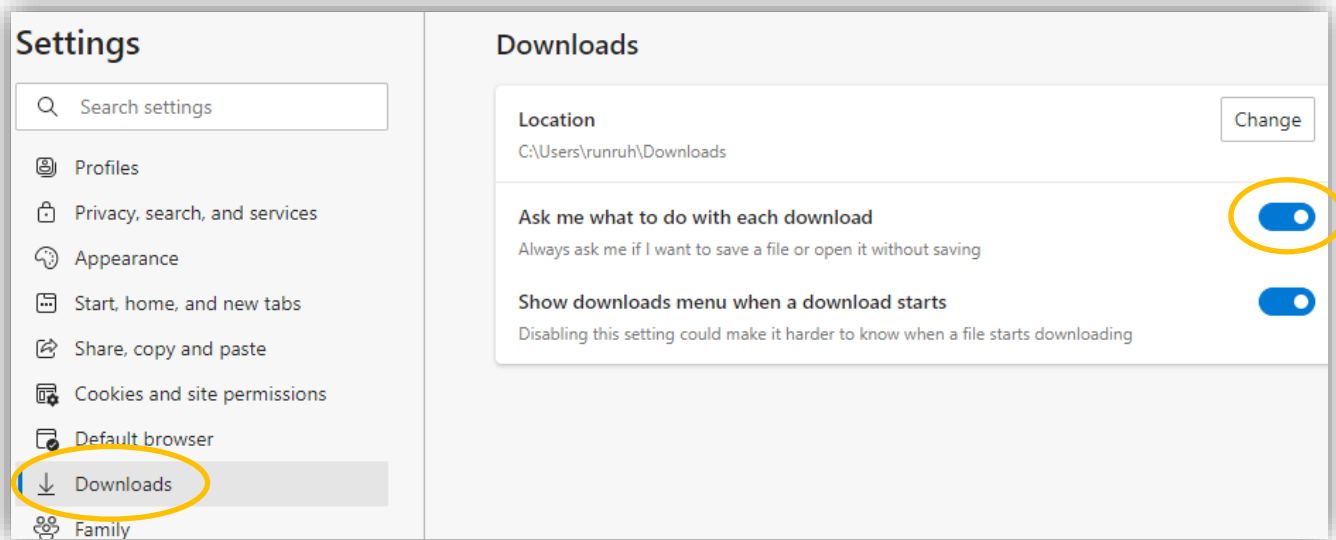 Settings
Search settings
Profiles
Privacy, search, and services
Appearance
Start, home, and new tabs
Share, copy and paste
Cookies and site permissions
Default browser
Downloads
Family
Downloads
Location
Change
C:\Users\runruh\Downloads
Ask me what to do with each download
Always ask me if I want to save a file or open it without saving
Show downloads menu when a download starts
Disabling this setting could make it harder to know when a file starts downloading